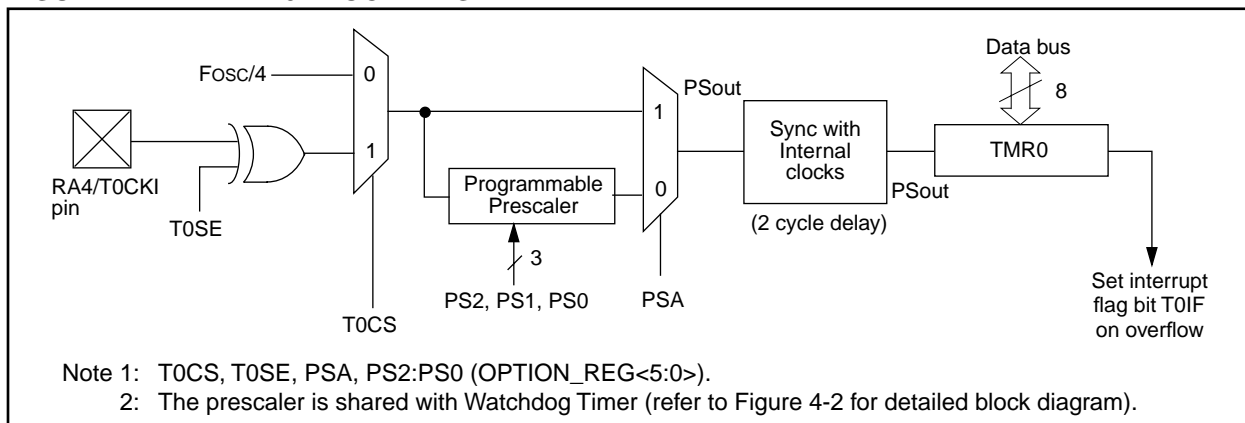 Data bus
8
FOSC/4
0
1
RA4/T0CKI
pin
T0SE
T0CS
Programmable
Prescaler
3
PS2, PS1, PS0
1
0
PSA
PSout
Sync with
Internal
clocks
(2 cycle delay)
PSout
TMR0
Set interrupt
flag bit T0IF
on overflow
Note 1: T0CS, T0SE, PSA, PS2:PS0 (OPTION_REG<5:0>).
2: The prescaler is shared with Watchdog Timer (refer to Figure 4-2 for detailed block diagram).